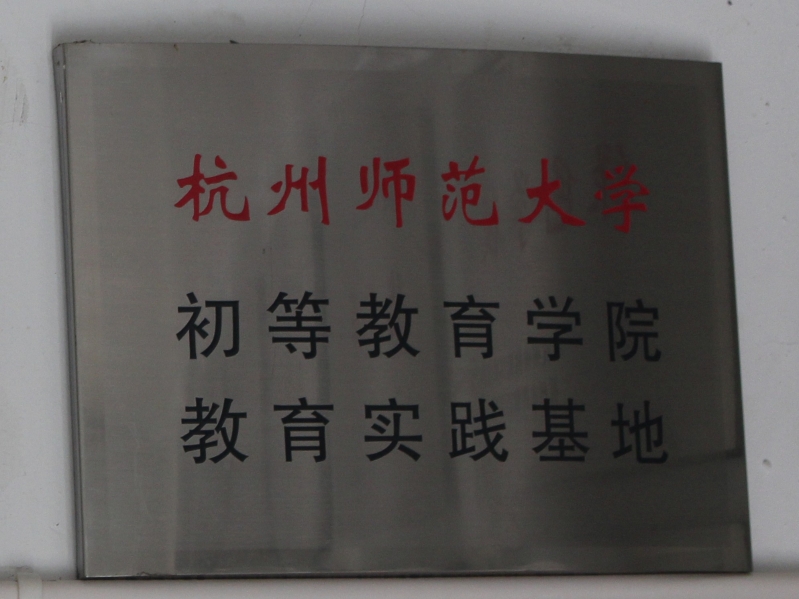 杭州师范大学
初等教育学院
教育实践基地